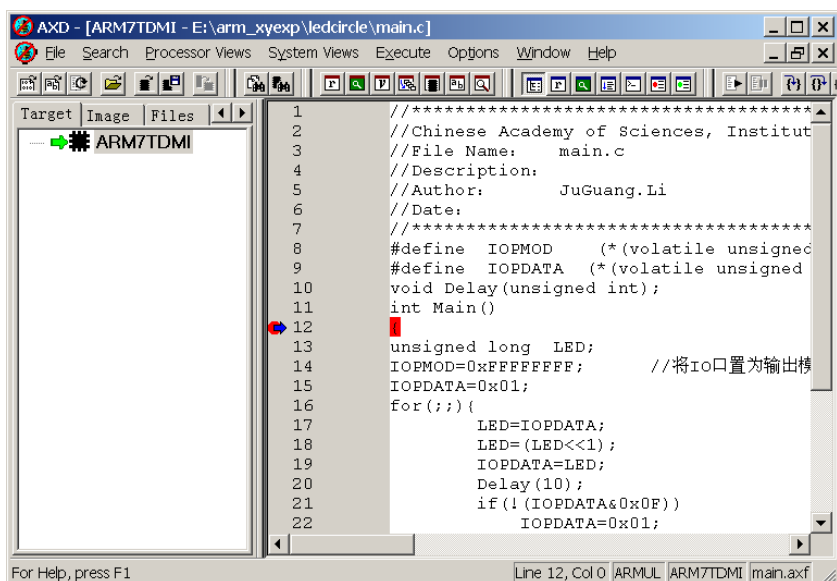 AXD - [ARM7TDMI - E:\arm_xyexp\ledcircle\main.c]
File Search Processor Views System Views Execute Options Window Help
Target Image Files
ARM7TDMI
1 //*************************************
2 //Chinese Academy of Sciences, Institut
3 //File Name: main.c
4 //Description:
5 //Author: JuGuang.Li
6 //Date:
7 //*************************************
8 #define IOPMOD (*(volatile unsigned
9 #define IOPDATA (*(volatile unsigned
10 void Delay(unsigned int);
11 int Main()
12 {
13 unsigned long LED;
14 IOPMOD=0xFFFFFFFF; //将IO口置为输出模
15 IOPDATA=0x01;
16 for(;;){
17 LED=IOPDATA;
18 LED=(LED<<1);
19 IOPDATA=LED;
20 Delay(10);
21 if(!(IOPDATA&0x0F))
22 IOPDATA=0x01;
For Help, press F1 Line 12, Col 0 ARMUL ARM7TDMI main.axf